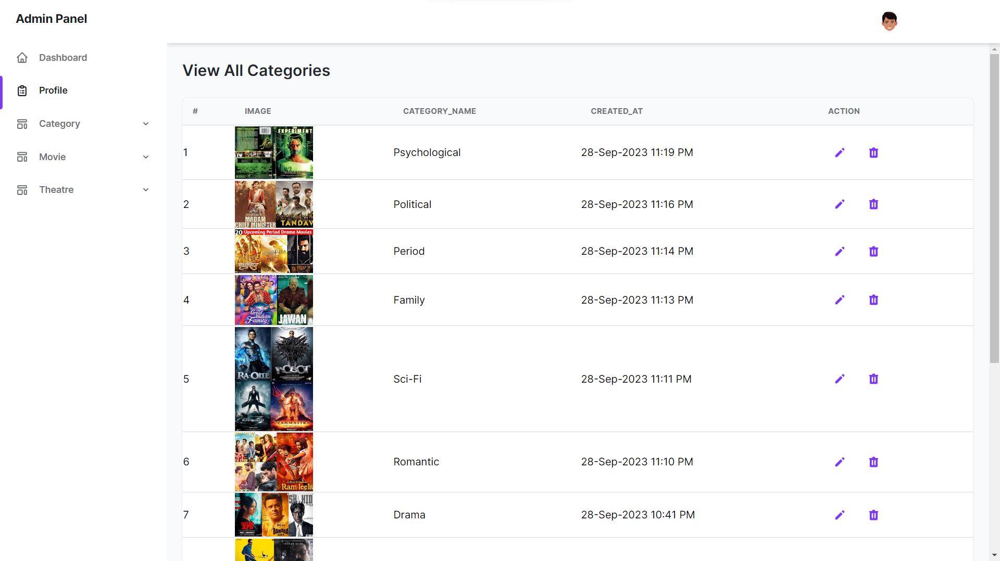 Admin Panel
Dashboard
Profile
Category
Movie
Theatre
View All Categories
# IMAGE CATEGORY_NAME CREATED_AT ACTION
THE
EXPERIMENT
1 Psychological 28-Sep-2023 11:19 PM
MADAM
CHIEF MINISTER
TANDAV
2 Political 28-Sep-2023 11:16 PM
20 Upcoming Period Drama Movies
3 Period 28-Sep-2023 11:14 PM
The
Great
Indian
Family
JAWAN
4 Family 28-Sep-2023 11:13 PM
RA·ONE
ROBOT
KRRISH 3
BRAHMASTRA
5 Sci-Fi 28-Sep-2023 11:11 PM
Ram-leela
6 Romantic 28-Sep-2023 11:10 PM
375
BANDAA
SHAHID
7 Drama 28-Sep-2023 10:41 PM